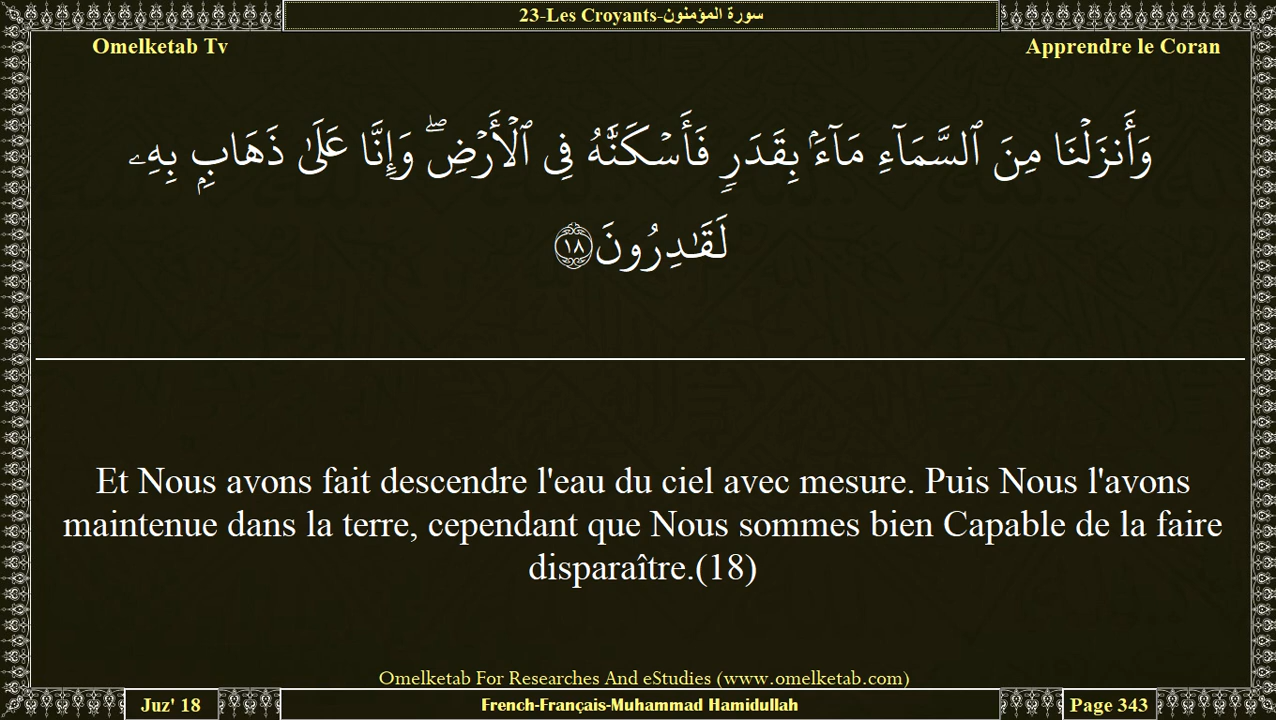 23-Les Croyants-سورة المؤمنون
Omelketab Tv
Apprendre le Coran
وَأَنزَلْنَا مِنَ ٱلسَّمَآءِ مَآءًۢ بِقَدَرٍۢ فَأَسْكَنَّٰهُ فِى ٱلْأَرْضِ ۖ وَإِنَّا عَلَىٰ ذَهَابٍۭ بِهِۦ
لَقَٰدِرُونَ ١٨
Et Nous avons fait descendre l'eau du ciel avec mesure. Puis Nous l'avons
maintenue dans la terre, cependant que Nous sommes bien Capable de la faire
disparaître.(18)
Omelketab For Researches And eStudies (www.omelketab.com)
Juz' 18
French-Français-Muhammad Hamidullah
Page 343